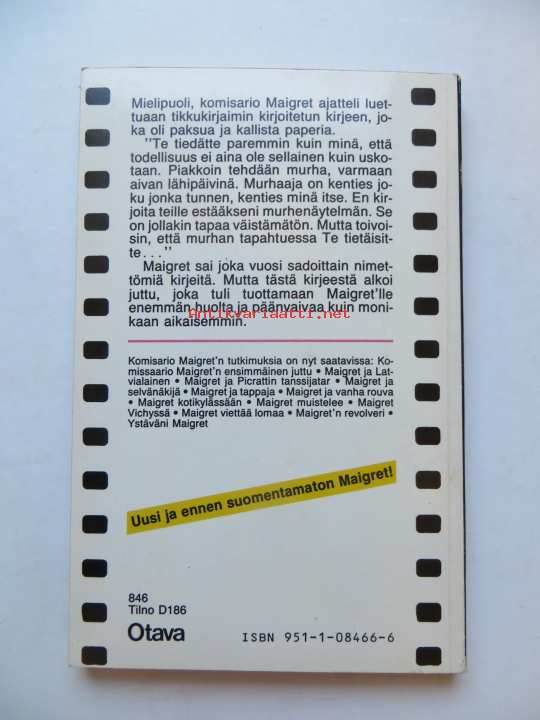 Mielipuoli, komisario Maigret ajatteli luet-
tuaan tikkukirjaimin kirjoitetun kirjeen, jo-
ka oli paksua ja kallista paperia.
"Te tiedätte paremmin kuin minä, että
todellisuus ei aina ole sellainen kuin usko-
taan. Piakkoin tehdään murha, varmaan
aivan lähipäivinä. Murhaaja on kenties jo-
ku jonka tunnen, kenties minä itse. En kir-
joita teille estääkseni murhenäytelmän. Se
on jollakin tapaa väistämätön. Mutta toivoi-
sin, että murhan tapahtuessa Te tietäisit-
te..."
Maigret sai joka vuosi sadoittain nimet-
tömiä kirjeitä. Mutta tästä kirjeestä alkoi
juttu, joka tuli tuottamaan Maigret'lle
enemmän huolta ja päänvaivaa kuin moni-
kaan aikaisemmin.
Antikvariaatti.net
Komisario Maigret'n tutkimuksia on nyt saatavissa: Ko-
missaario Maigret'n ensimmäinen juttu • Maigret ja Lat-
vialainen • Maigret ja Picrattin tanssijatar • Maigret ja
selvänäkijä • Maigret ja tappaja • Maigret ja vanha rouva
• Maigret kotikylässään • Maigret muistelee • Maigret
Vichyssä • Maigret viettää lomaa • Maigret'n revolveri •
Ystäväni Maigret
Uusi ja ennen suomentamaton Maigret!
846
Tilno D186
Otava
ISBN 951-1-08466-6